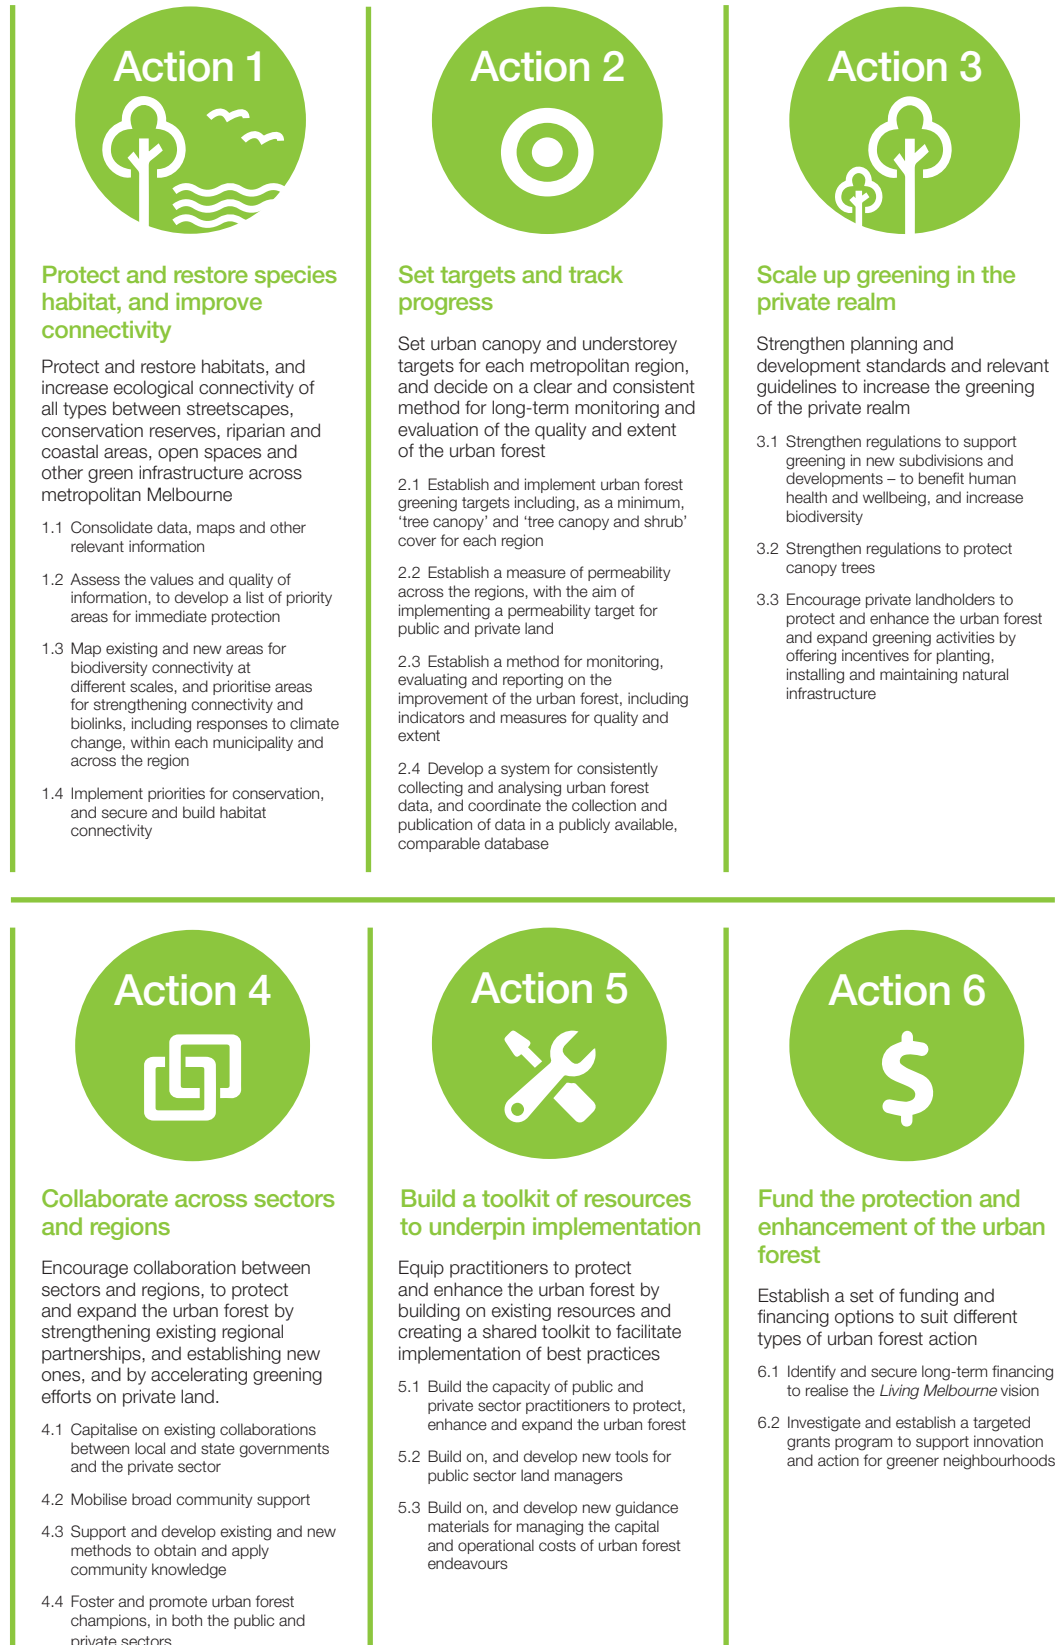 Action 1
Protect and restore species
habitat, and improve
connectivity
Protect and restore habitats, and
increase ecological connectivity of
all types between streetscapes,
conservation reserves, riparian and
coastal areas, open spaces and
other green infrastructure across
metropolitan Melbourne
1.1 Consolidate data, maps and other
relevant information
1.2 Assess the values and quality of
information, to develop a list of priority
areas for immediate protection
1.3 Map existing and new areas for
biodiversity connectivity at
different scales, and prioritise areas
for strengthening connectivity and
biolinks, including responses to climate
change, within each municipality and
across the region
1.4 Implement priorities for conservation,
and secure and build habitat
connectivity
Action 2
Set targets and track
progress
Set urban canopy and understorey
targets for each metropolitan region,
and decide on a clear and consistent
method for long-term monitoring and
evaluation of the quality and extent
of the urban forest
2.1 Establish and implement urban forest
greening targets including, as a minimum,
‘tree canopy’ and ‘tree canopy and shrub’
cover for each region
2.2 Establish a measure of permeability
across the regions, with the aim of
implementing a permeability target for
public and private land
2.3 Establish a method for monitoring,
evaluating and reporting on the
improvement of the urban forest, including
indicators and measures for quality and
extent
2.4 Develop a system for consistently
collecting and analysing urban forest
data, and coordinate the collection and
publication of data in a publicly available,
comparable database
Action 3
Scale up greening in the
private realm
Strengthen planning and
development standards and relevant
guidelines to increase the greening
of the private realm
3.1 Strengthen regulations to support
greening in new subdivisions and
developments – to benefit human
health and wellbeing, and increase
biodiversity
3.2 Strengthen regulations to protect
canopy trees
3.3 Encourage private landholders to
protect and enhance the urban forest
and expand greening activities by
offering incentives for planting,
installing and maintaining natural
infrastructure
Action 4
Collaborate across sectors
and regions
Encourage collaboration between
sectors and regions, to protect
and expand the urban forest by
strengthening existing regional
partnerships, and establishing new
ones, and by accelerating greening
efforts on private land.
4.1 Capitalise on existing collaborations
between local and state governments
and the private sector
4.2 Mobilise broad community support
4.3 Support and develop existing and new
methods to obtain and apply
community knowledge
4.4 Foster and promote urban forest
champions, in both the public and
private sectors
Action 5
Build a toolkit of resources
to underpin implementation
Equip practitioners to protect
and enhance the urban forest by
building on existing resources and
creating a shared toolkit to facilitate
implementation of best practices
5.1 Build the capacity of public and
private sector practitioners to protect,
enhance and expand the urban forest
5.2 Build on, and develop new tools for
public sector land managers
5.3 Build on, and develop new guidance
materials for managing the capital
and operational costs of urban forest
endeavours
Action 6
$
Fund the protection and
enhancement of the urban
forest
Establish a set of funding and
financing options to suit different
types of urban forest action
6.1 Identify and secure long-term financing
to realise the Living Melbourne vision
6.2 Investigate and establish a targeted
grants program to support innovation
and action for greener neighbourhoods